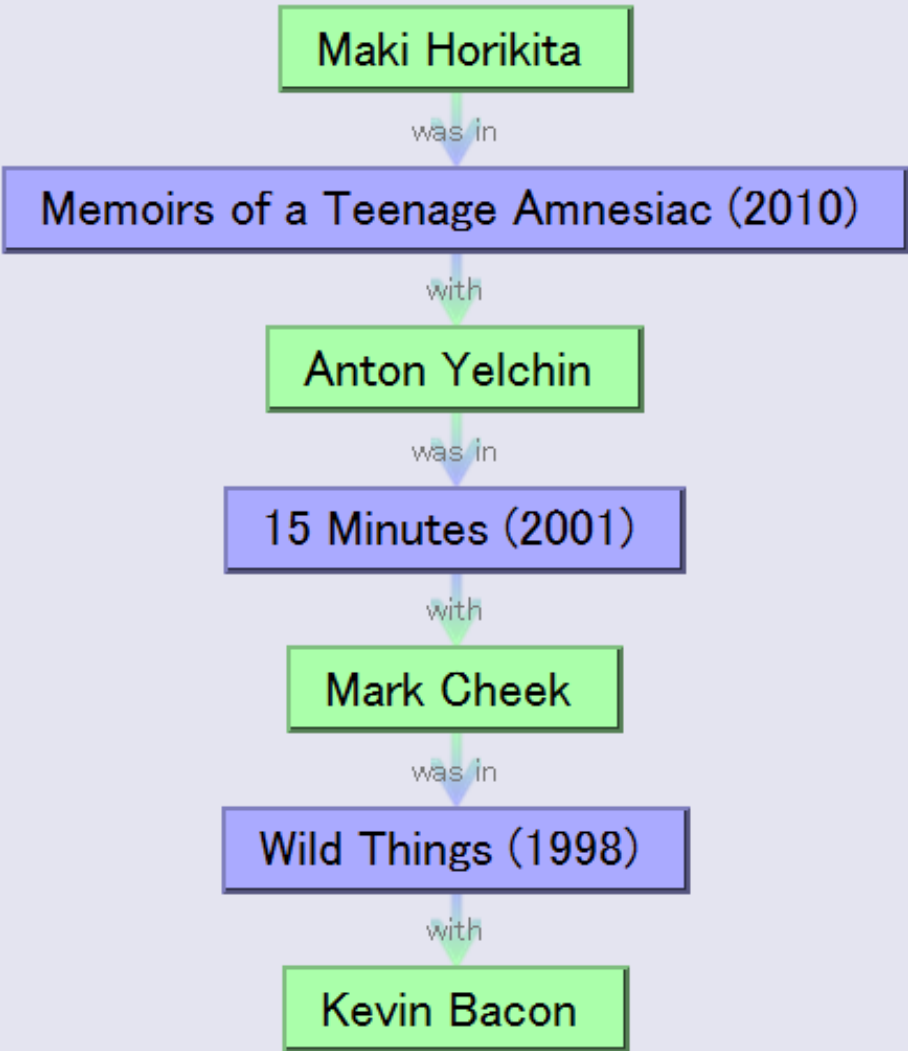 Maki Horikita
was in
Memoirs of a Teenage Amnesiac (2010)
with
Anton Yelchin
was in
15 Minutes (2001)
with
Mark Cheek
was in
Wild Things (1998)
with
Kevin Bacon